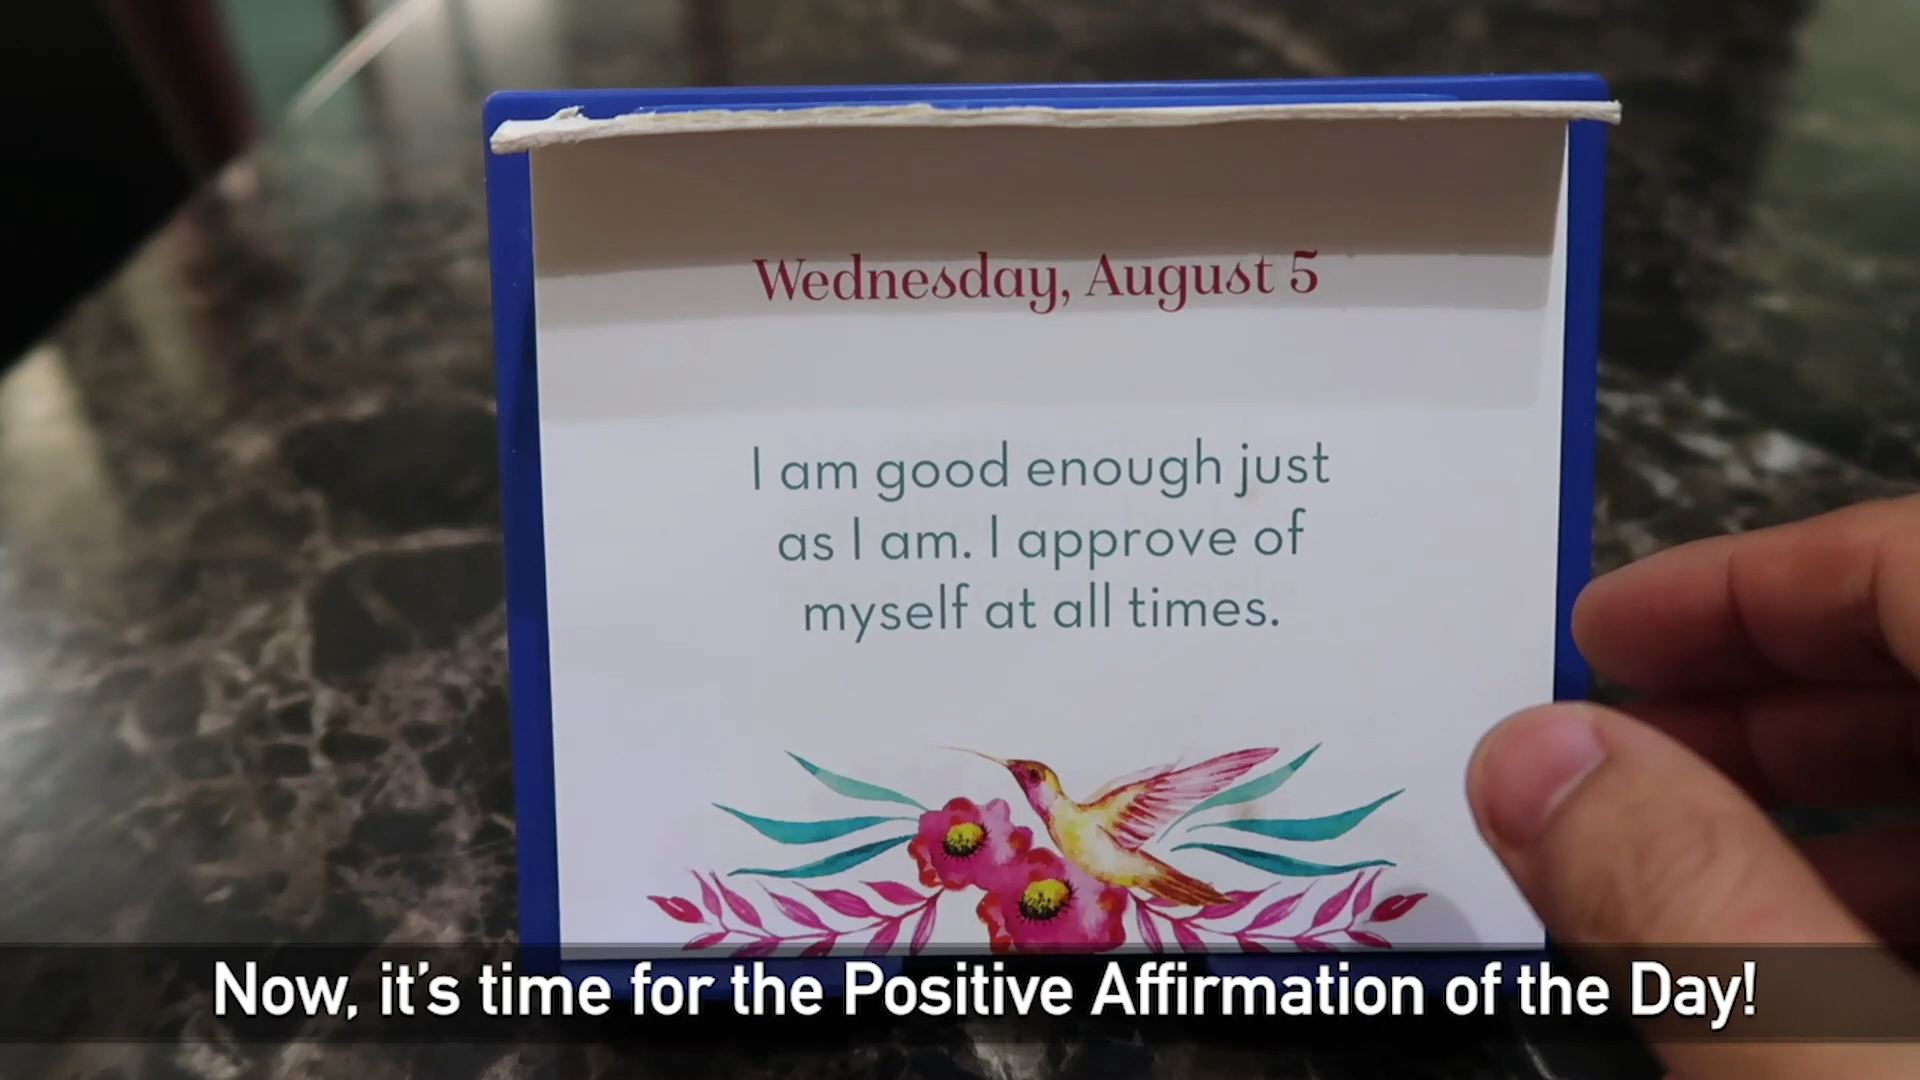 Wednesday, August 5
I am good enough just
as I am. I approve of
myself at all times.
Now, it's time for the Positive Affirmation of the Day!